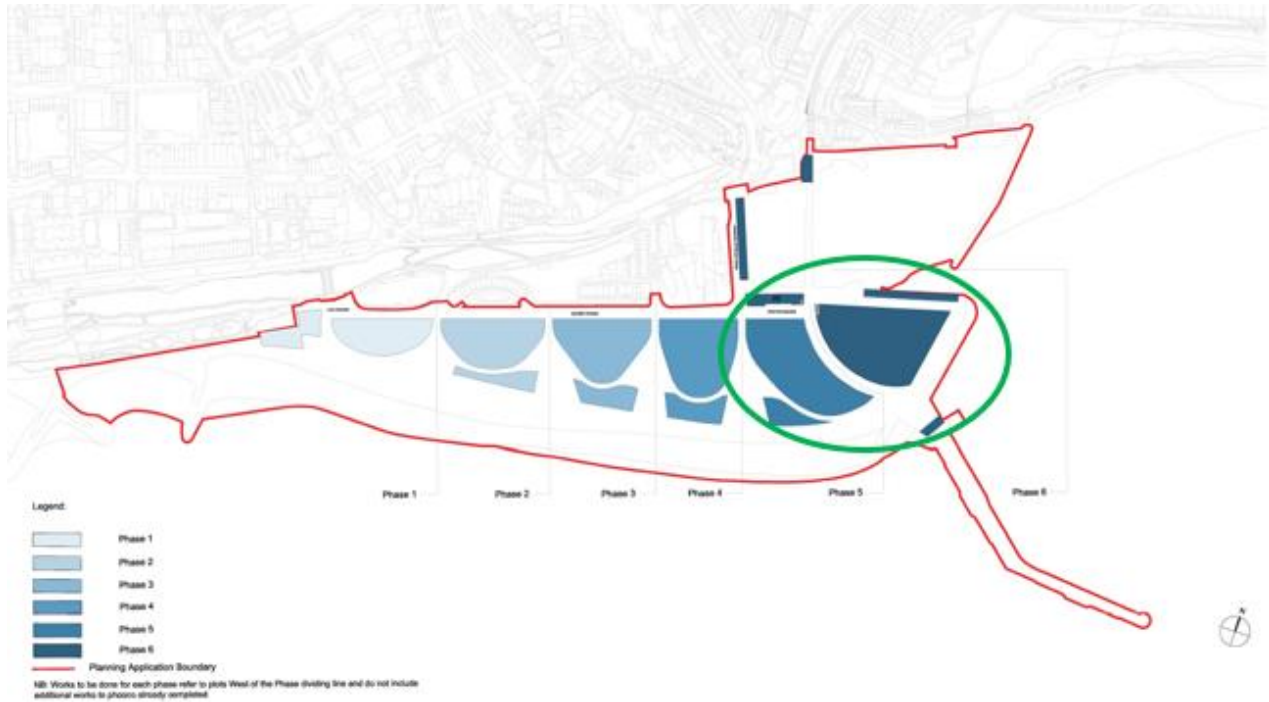 Phase 1
Phase 2
Phase 3
Phase 4
Phase 5
Phase 6
Legend:
Phase 1
Phase 2
Phase 3
Phase 4
Phase 5
Phase 6
Planning Application Boundary
NB: Works to be done for each phase refer to plots West of the Phase dividing line and do not include
additional works to phases already completed
N